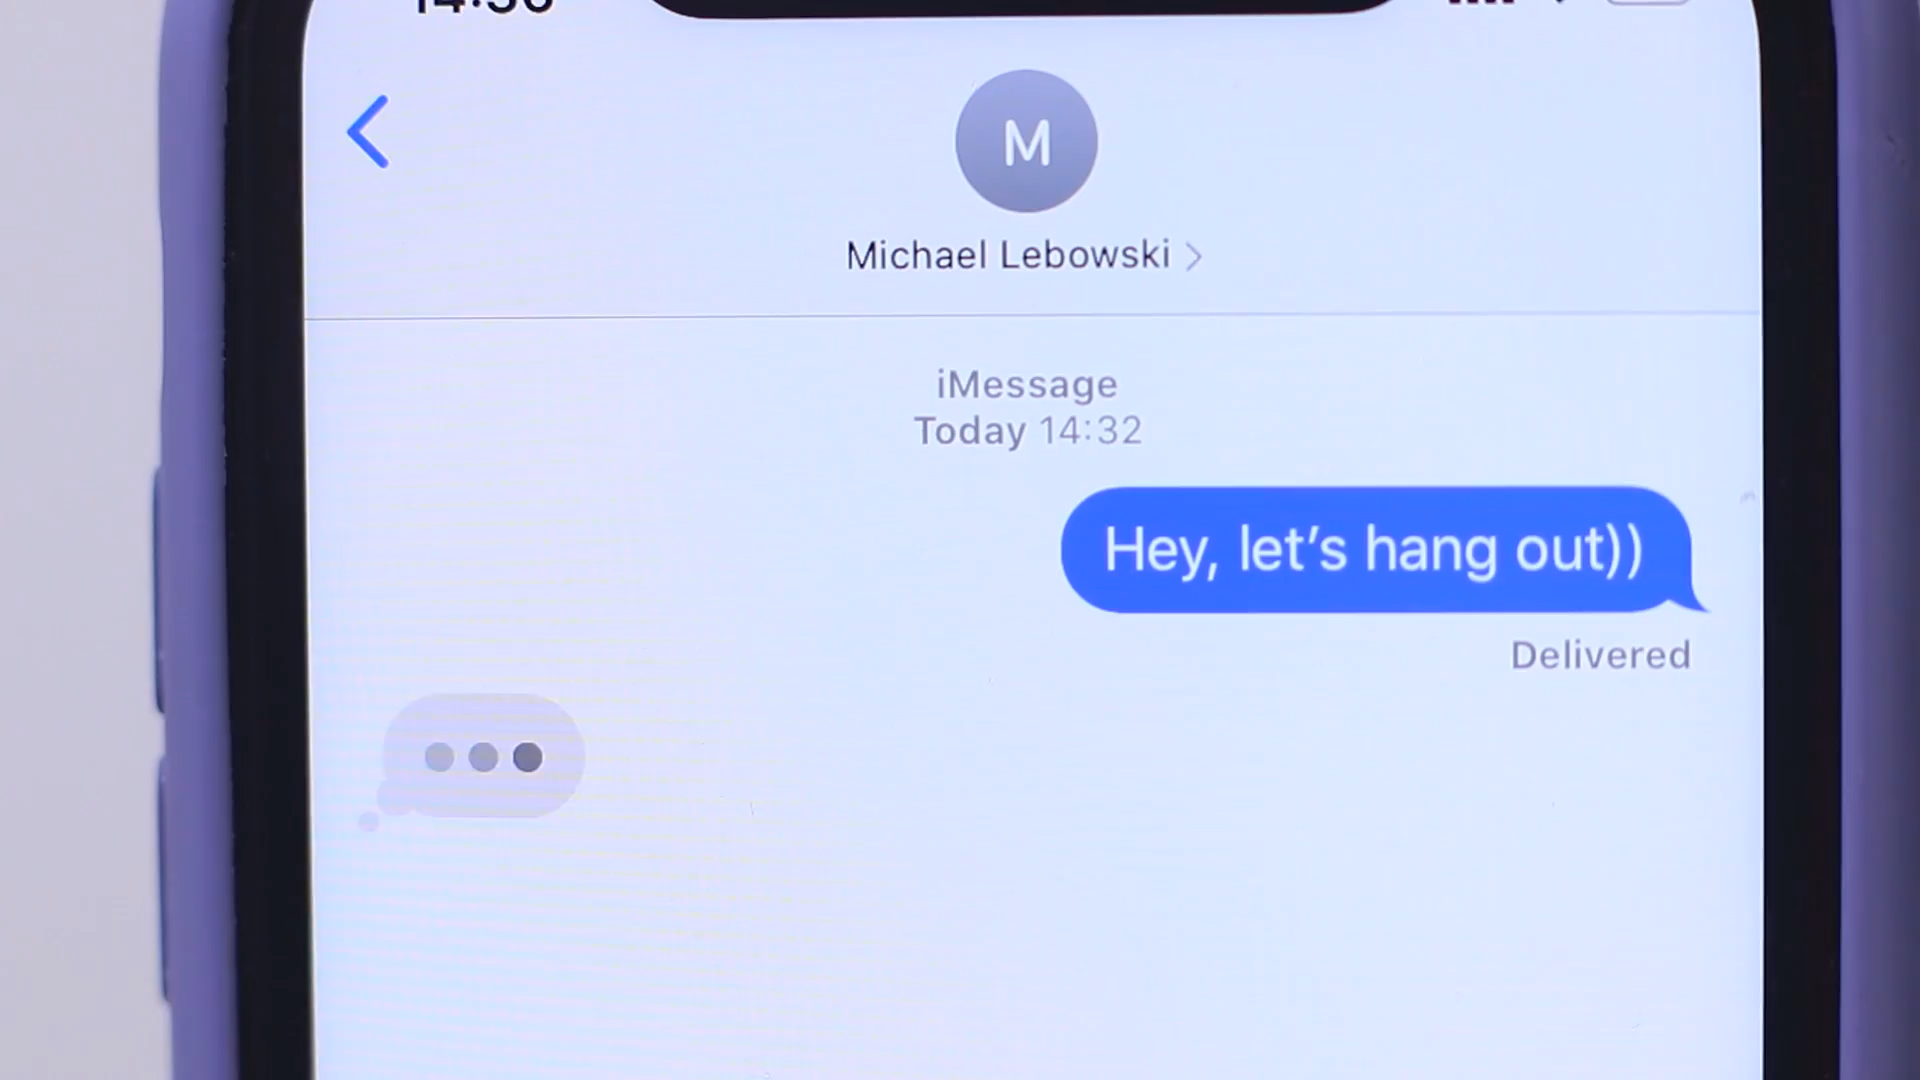 M
Michael Lebowski
iMessage
Today 14:32
Hey, let’s hang out))
Delivered